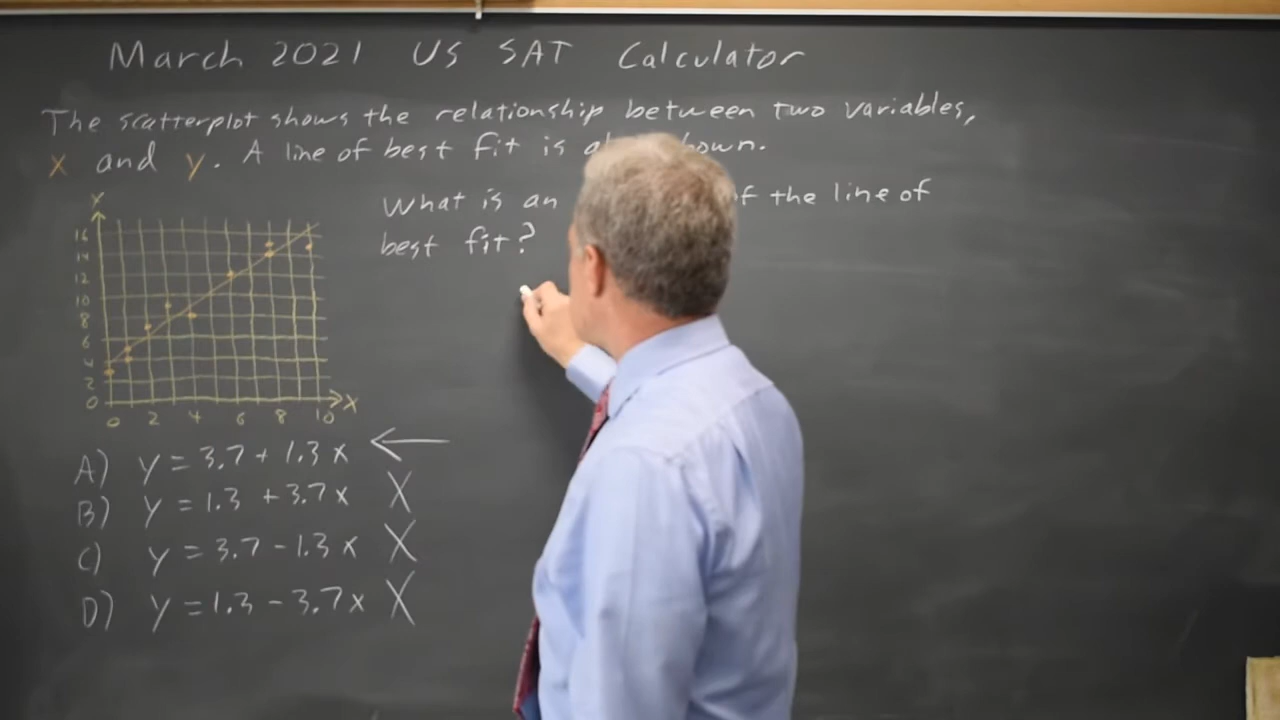 March 2021 US SAT Calculator
The scatterplot shows the relationship between two variables,
x and y. A line of best fit is shown.
What is an of the line of
best fit?
Y
16
14
12
10
8
6
4
2
0
0 2 4 6 8 10 X
A) y = 3.7 + 1.3 x
B) y = 1.3 + 3.7 x X
C) y = 3.7 - 1.3 x X
D) y = 1.3 - 3.7 x X